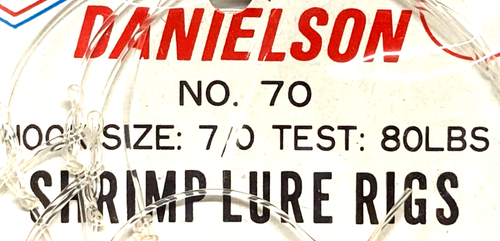 DANIELSON
NO. 70
HOOK SIZE: 7/0 TEST: 80LBS
SHRIMP LURE RIGS